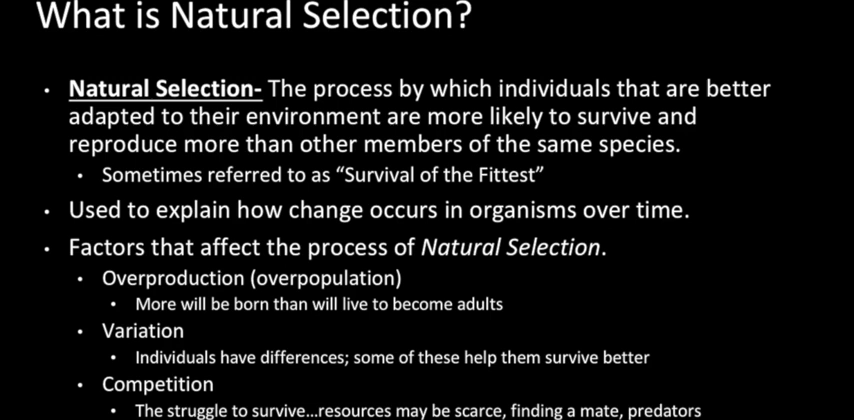 What is Natural Selection?
• Natural Selection- The process by which individuals that are better
adapted to their environment are more likely to survive and
reproduce more than other members of the same species.
• Sometimes referred to as “Survival of the Fittest”
• Used to explain how change occurs in organisms over time.
• Factors that affect the process of Natural Selection.
• Overproduction (overpopulation)
• More will be born than will live to become adults
• Variation
• Individuals have differences; some of these help them survive better
• Competition
• The struggle to survive…resources may be scarce, finding a mate, predators